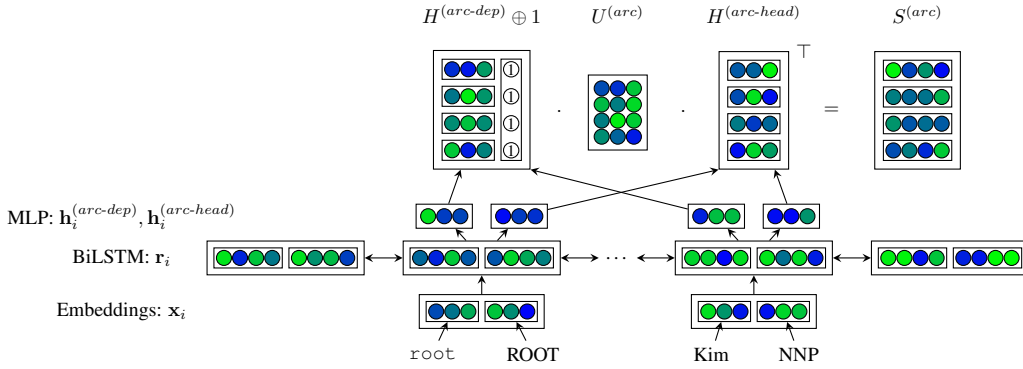 H^(arc-dep) ⊕ 1 U^(arc) H^(arc-head) S^(arc)
⊤
1
1
· · =
1
1
MLP: h_i^(arc-dep), h_i^(arc-head)
BiLSTM: r_i ...
Embeddings: x_i
root ROOT Kim NNP